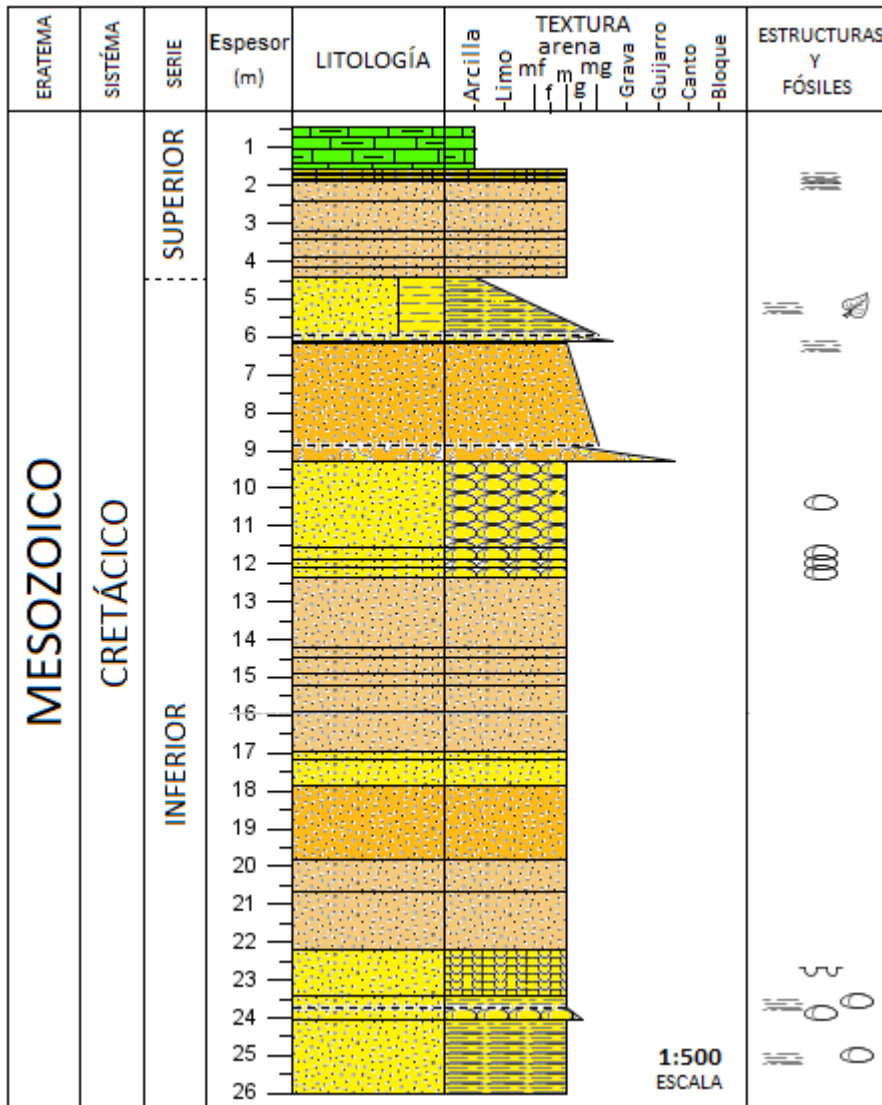 ERATEMA
SISTÉMA
SERIE
Espesor
(m)
LITOLOGÍA
TEXTURA
arena
Arcilla
Limo
mf
f
m
g
mg
Grava
Guijarro
Canto
Bloque
ESTRUCTURAS
Y
FÓSILES
MESOZOICO
CRETÁCICO
SUPERIOR
INFERIOR
1
2
3
4
5
6
7
8
9
10
11
12
13
14
15
16
17
18
19
20
21
22
23
24
25
26
1:500
ESCALA